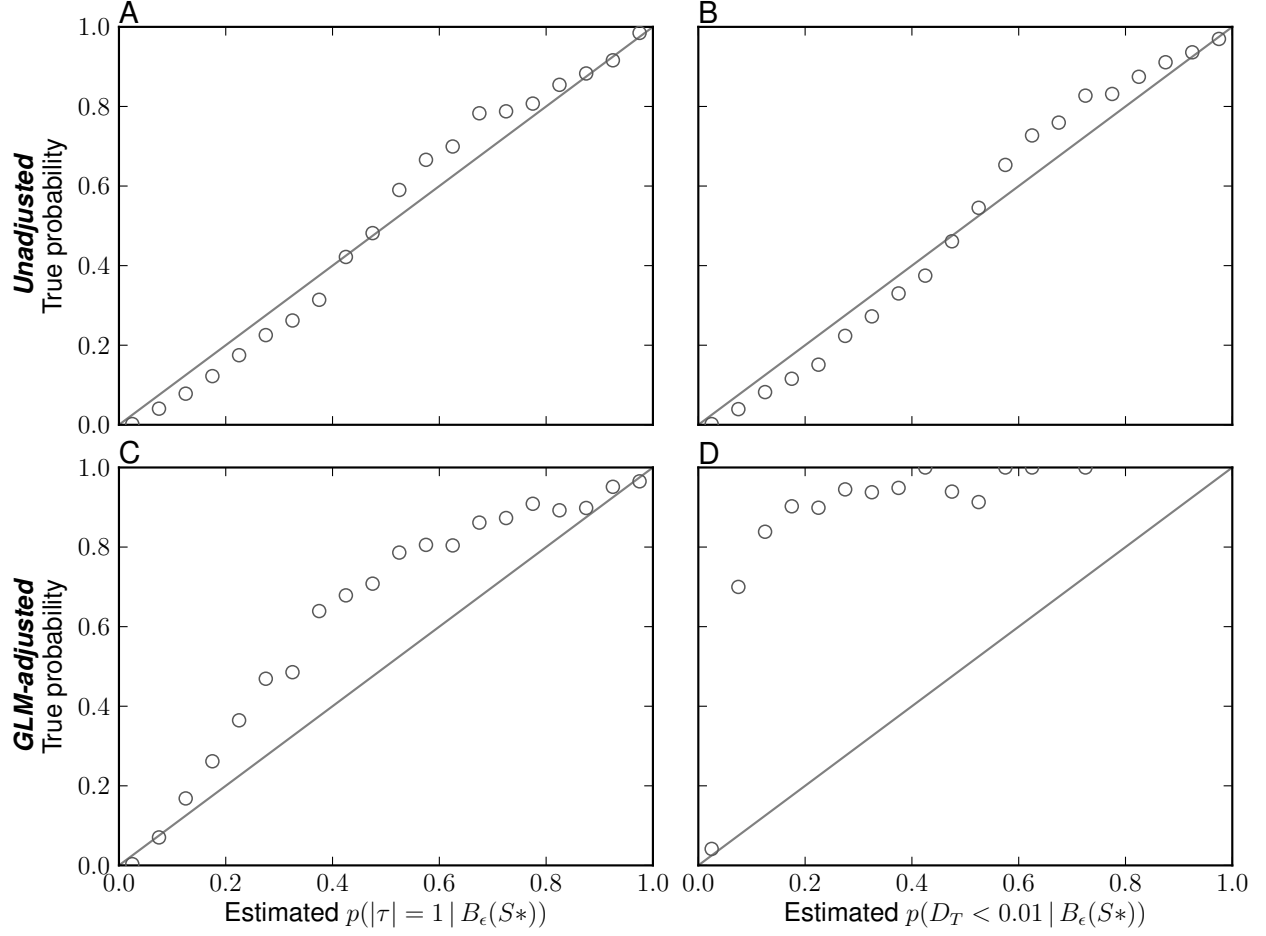 A
B
1.0
0.8
0.6
0.4
0.2
0.0
Unadjusted
True probability
C
D
1.0
0.8
0.6
0.4
0.2
0.0
GLM-adjusted
True probability
0.0 0.2 0.4 0.6 0.8 1.0
0.0 0.2 0.4 0.6 0.8 1.0
Estimated p(|τ| = 1 | B_ϵ(S∗))
Estimated p(D_T < 0.01 | B_ϵ(S∗))